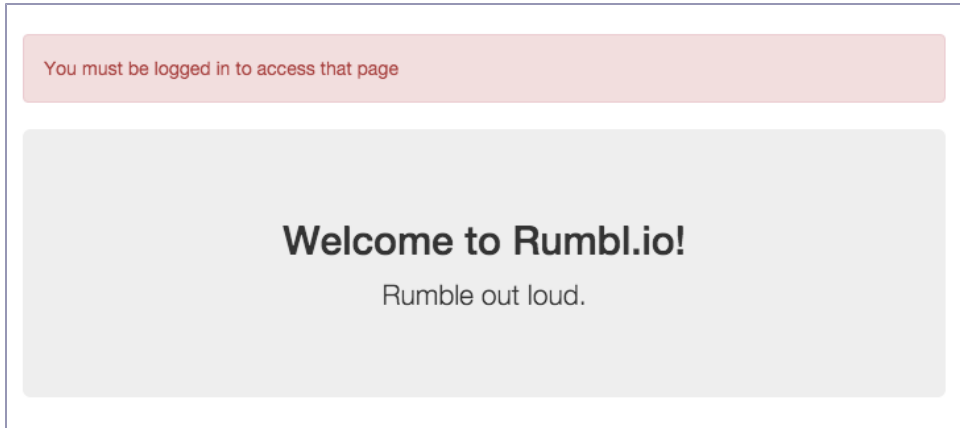 You must be logged in to access that page
Welcome to Rumbl.io!
Rumble out loud.